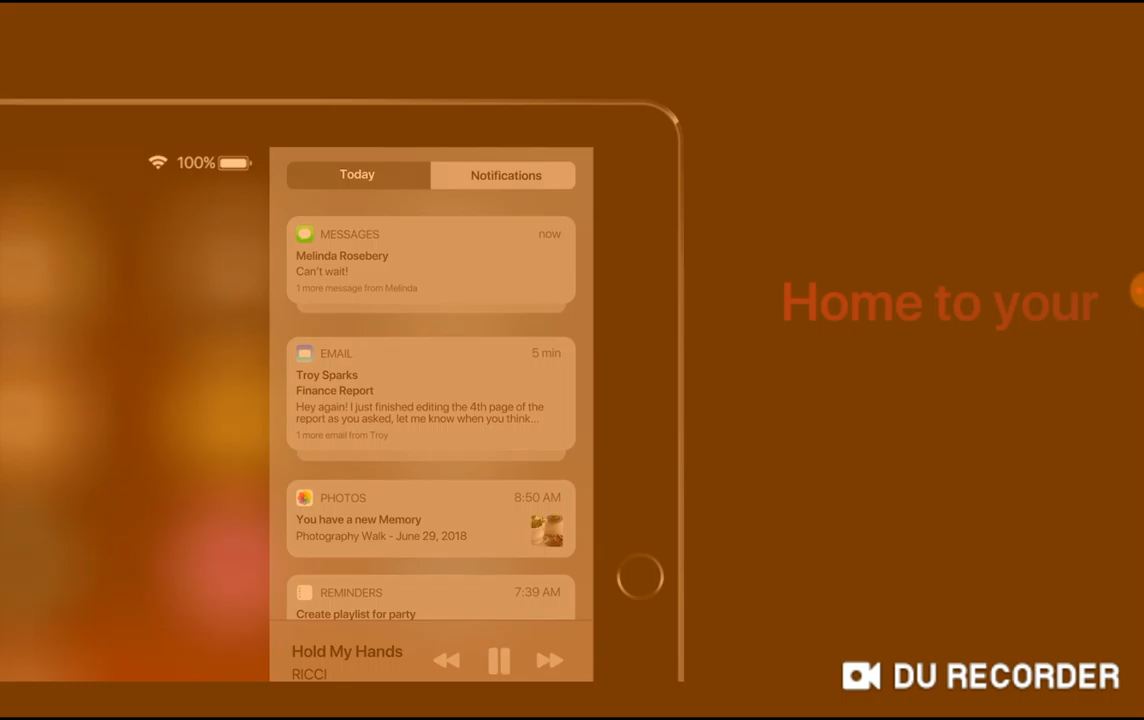 100%
Today
Notifications
MESSAGES
now
Melinda Rosebery
Can't wait!
1 more message from Melinda
EMAIL
5 min
Troy Sparks
Finance Report
Hey again! I just finished editing the 4th page of the
report as you asked, let me know when you think...
1 more email from Troy
PHOTOS
8:50 AM
You have a new Memory
Photography Walk - June 29, 2018
REMINDERS
7:39 AM
Create playlist for party
Hold My Hands
RICCI
Home to your
DU RECORDER